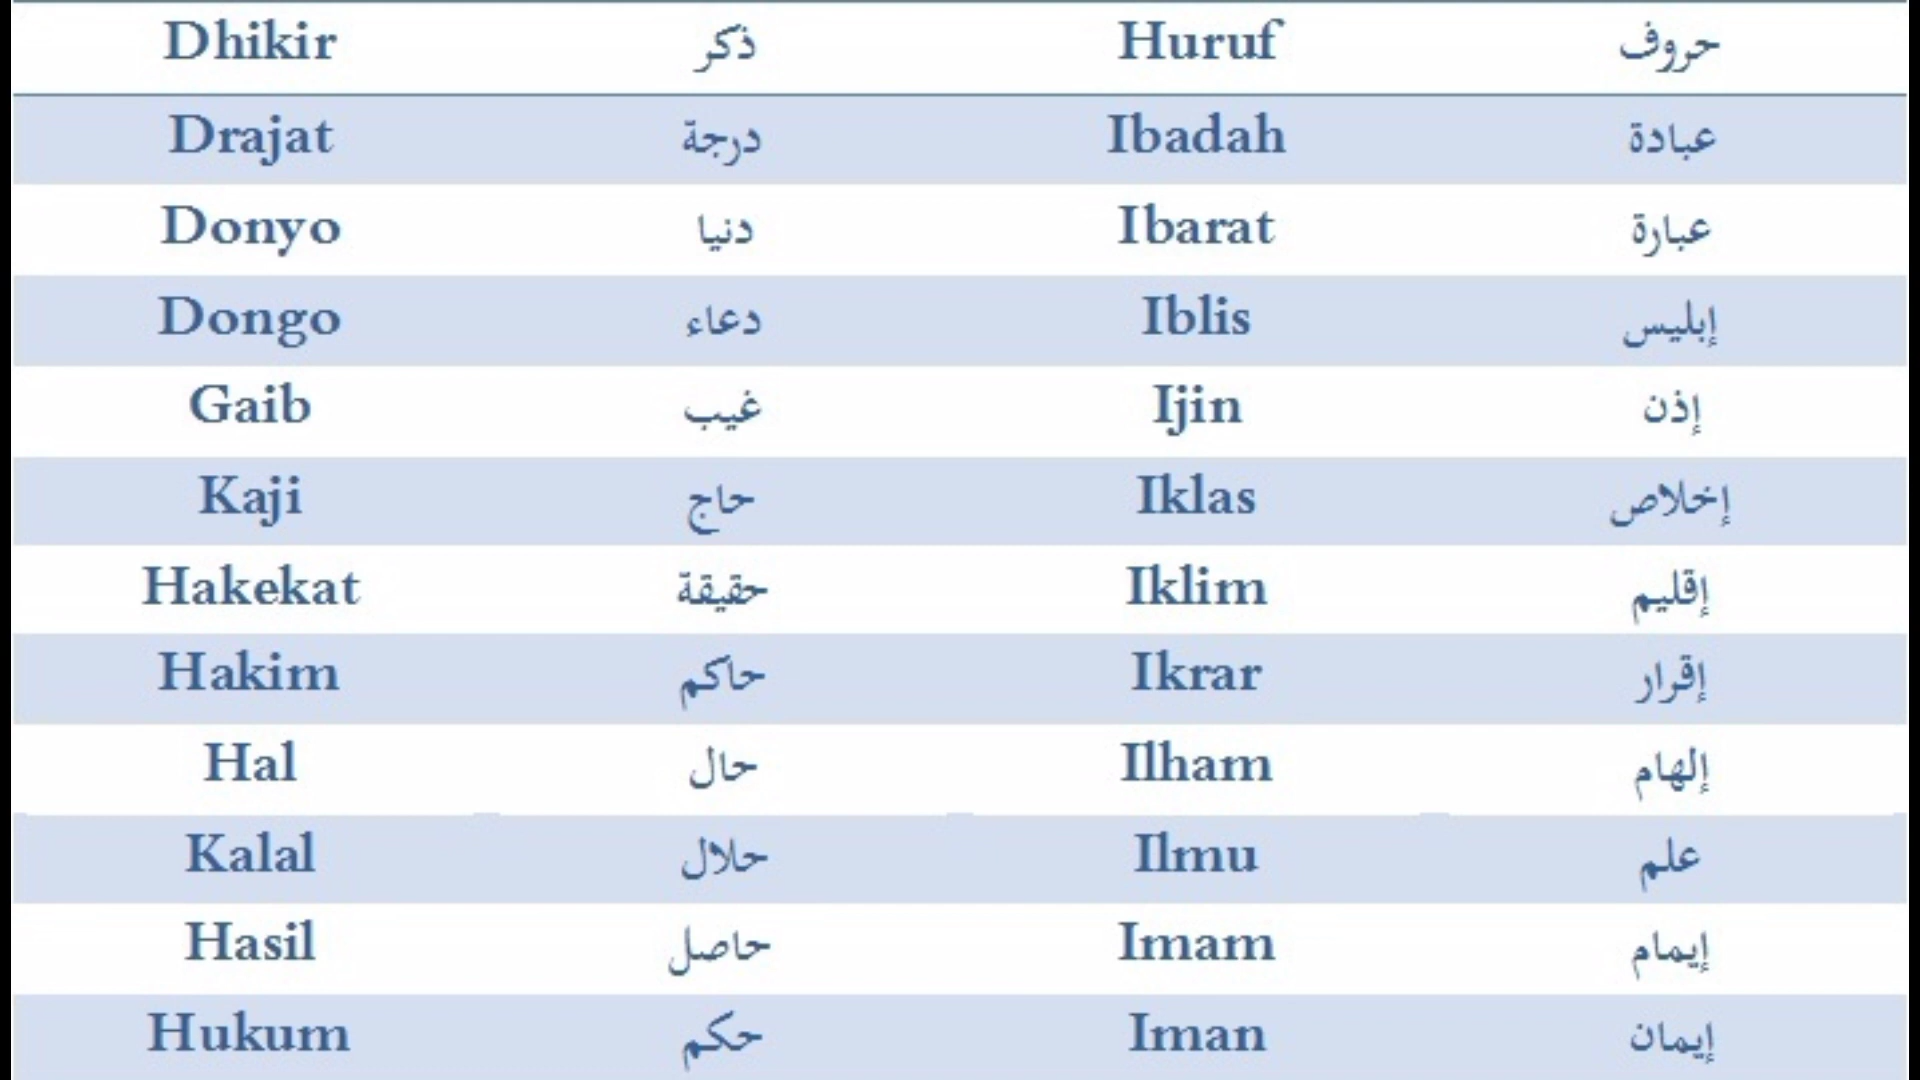 Dhikir ذكر Huruf حروف
Drajat درجة Ibadah عبادة
Donyo دنيا Ibarat عبارة
Dongo دعاء Iblis إبليس
Gaib غيب Ijin إذن
Kaji حاج Iklas إخلاص
Hakekat حقيقة Iklim إقليم
Hakim حاكم Ikrar إقرار
Hal حال Ilham إلهام
Kalal حلال Ilmu علم
Hasil حاصل Imam إيمام
Hukum حكم Iman إيمان